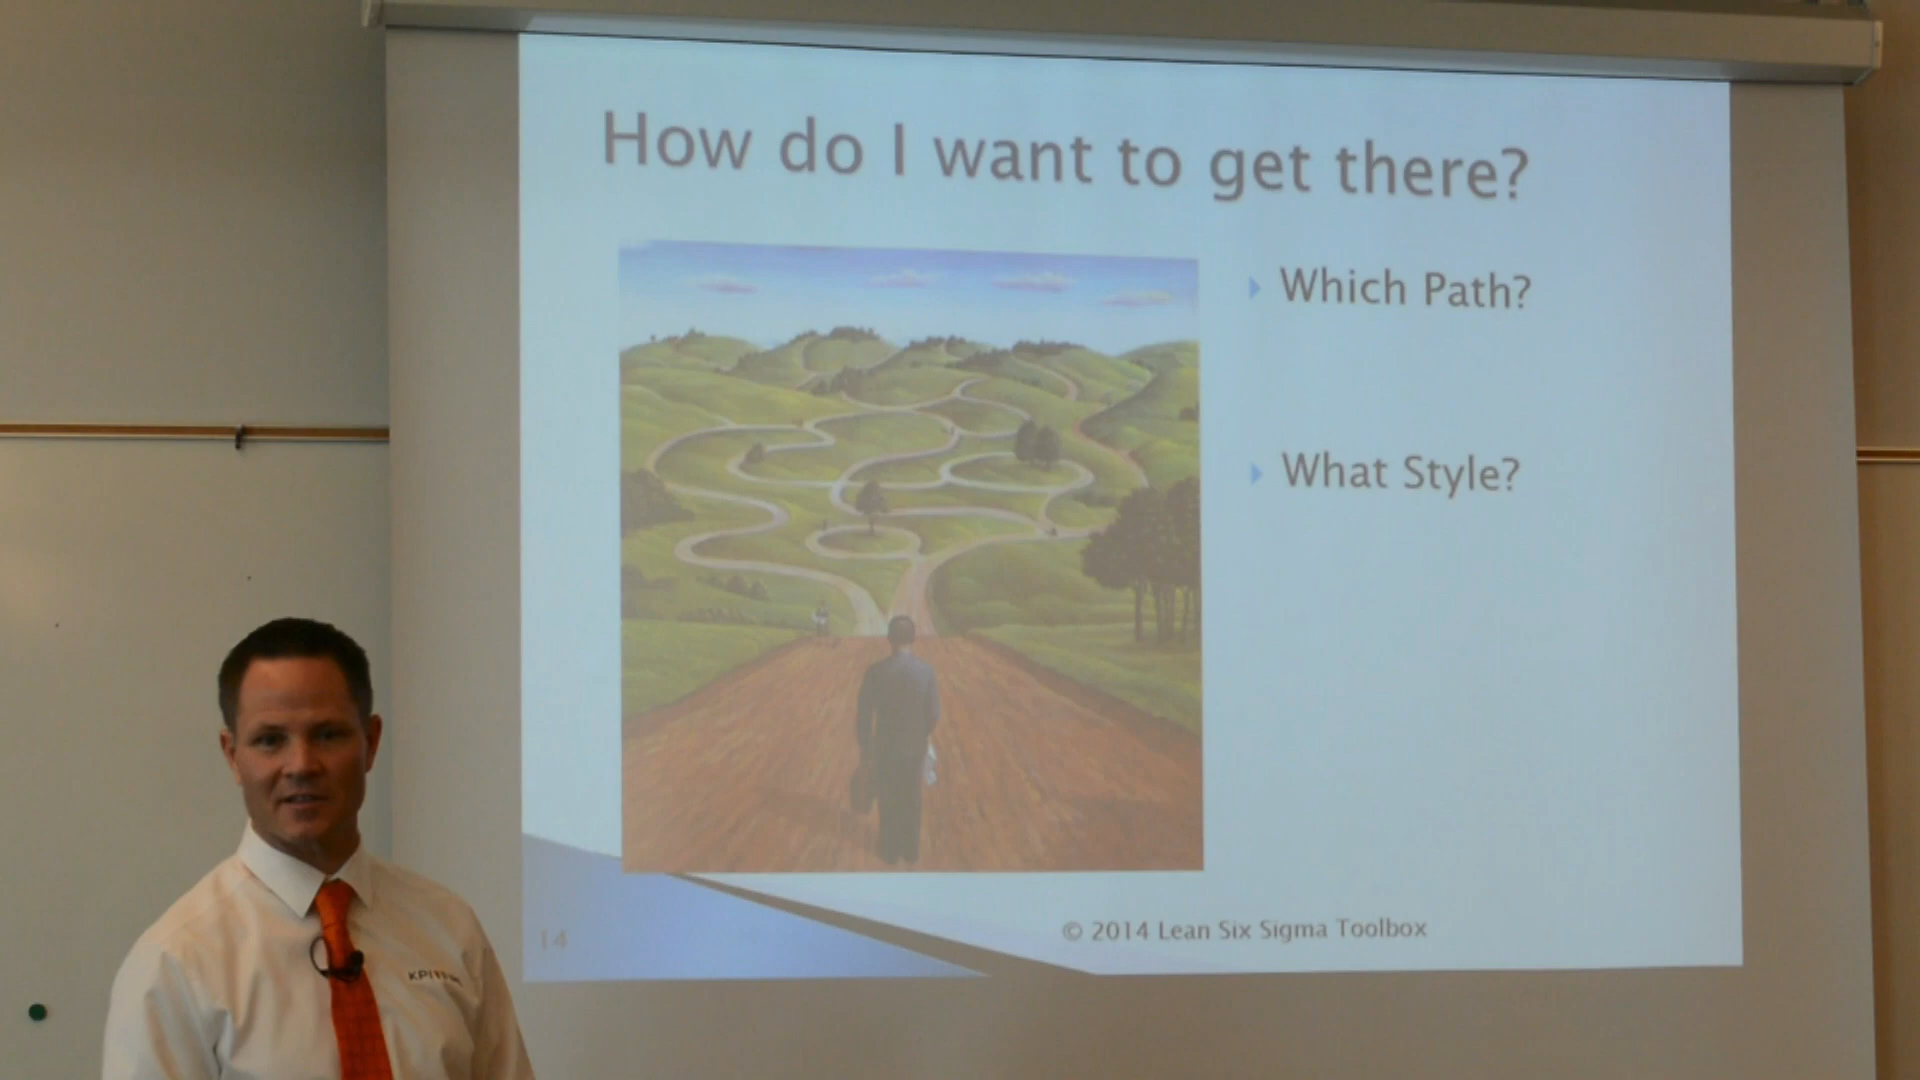 How do I want to get there?
Which Path?
What Style?
© 2014 Lean Six Sigma Toolbox
14